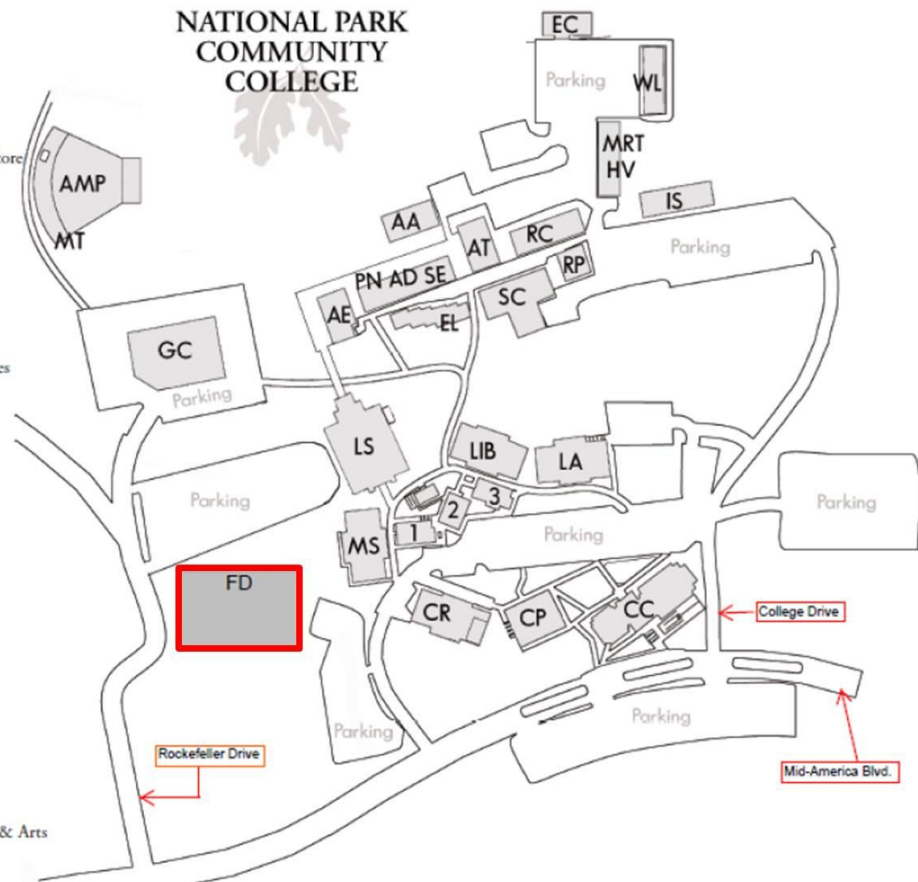 NATIONAL PARK
COMMUNITY
COLLEGE
EC
Parking
WL
MRT
HV
IS
AMP
MT
AA
AT
RC
Parking
RP
PN AD SE
SC
AE
EL
GC
Parking
LS
LIB
LA
Parking
3
2
1
Parking
Parking
MS
FD
CR
CP
CC
College Drive
Parking
Parking
Rockefeller Drive
Mid-America Blvd.
& Arts